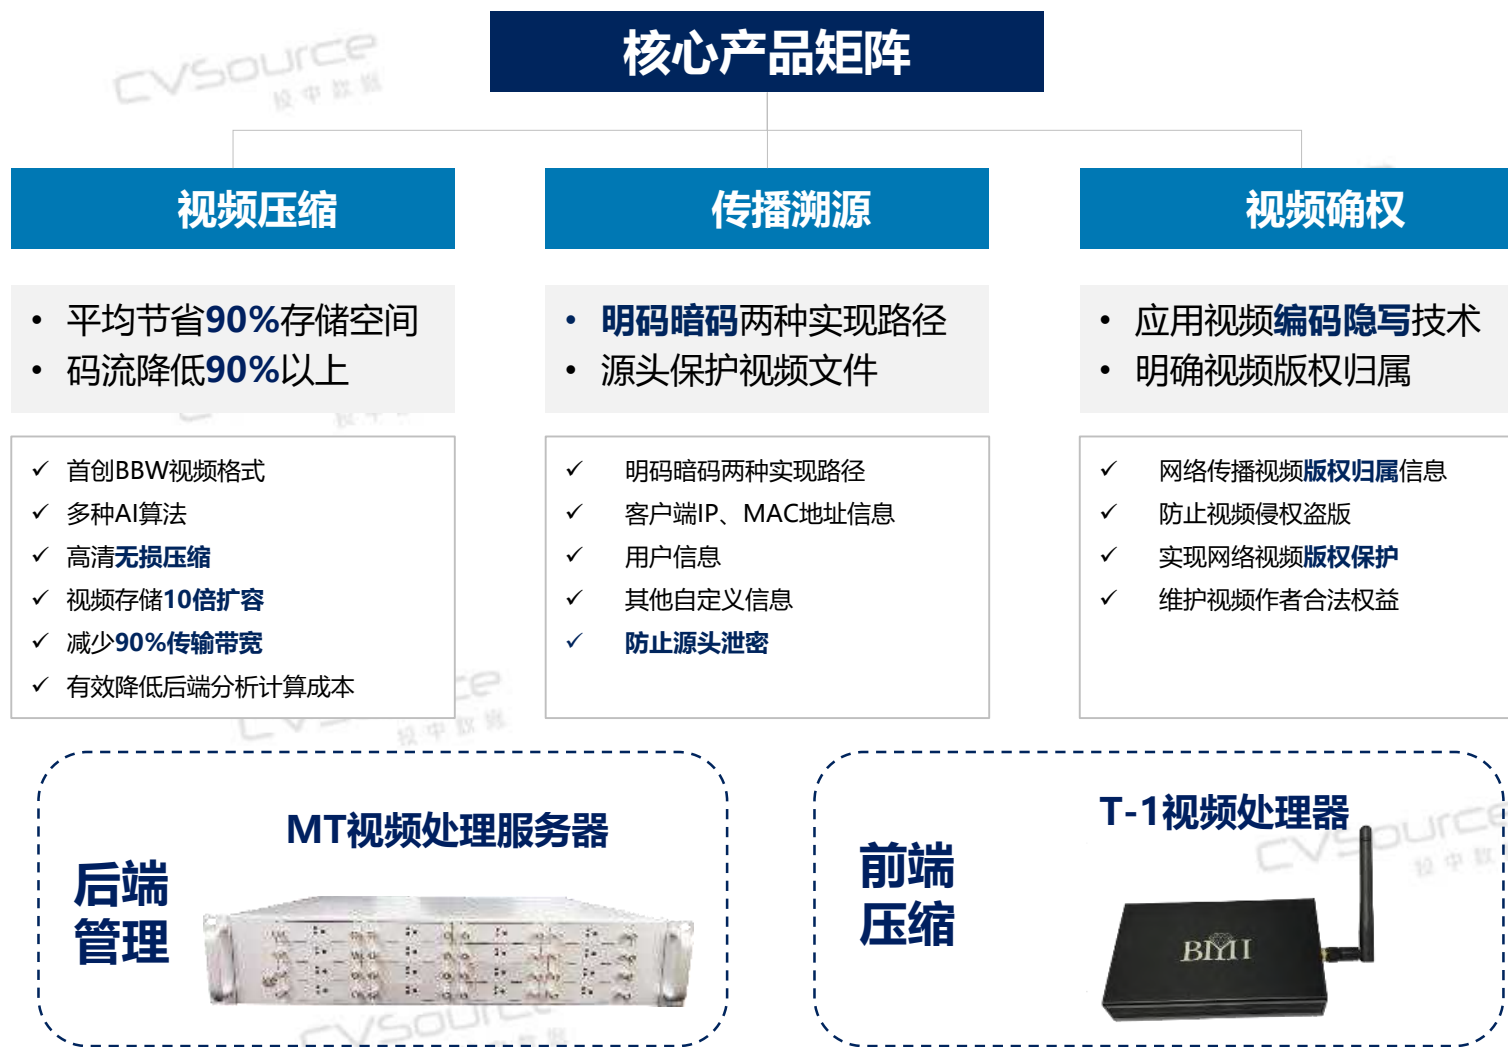 核心产品矩阵
CVSource
投中数据
视频压缩
传播溯源
视频确权
• 平均节省90%存储空间
• 码流降低90%以上
• 明码暗码两种实现路径
• 源头保护视频文件
• 应用视频编码隐写技术
• 明确视频版权归属
✓ 首创BBW视频格式
✓ 多种AI算法
✓ 高清无损压缩
✓ 视频存储10倍扩容
✓ 减少90%传输带宽
✓ 有效降低后端分析计算成本
✓ 明码暗码两种实现路径
✓ 客户端IP、MAC地址信息
✓ 用户信息
✓ 其他自定义信息
✓ 防止源头泄密
✓ 网络传播视频版权归属信息
✓ 防止视频侵权盗版
✓ 实现网络视频版权保护
✓ 维护视频作者合法权益
投中数据
MT视频处理服务器
后端
管理
T-1视频处理器
前端
压缩
CVSource
BMI
CVSource